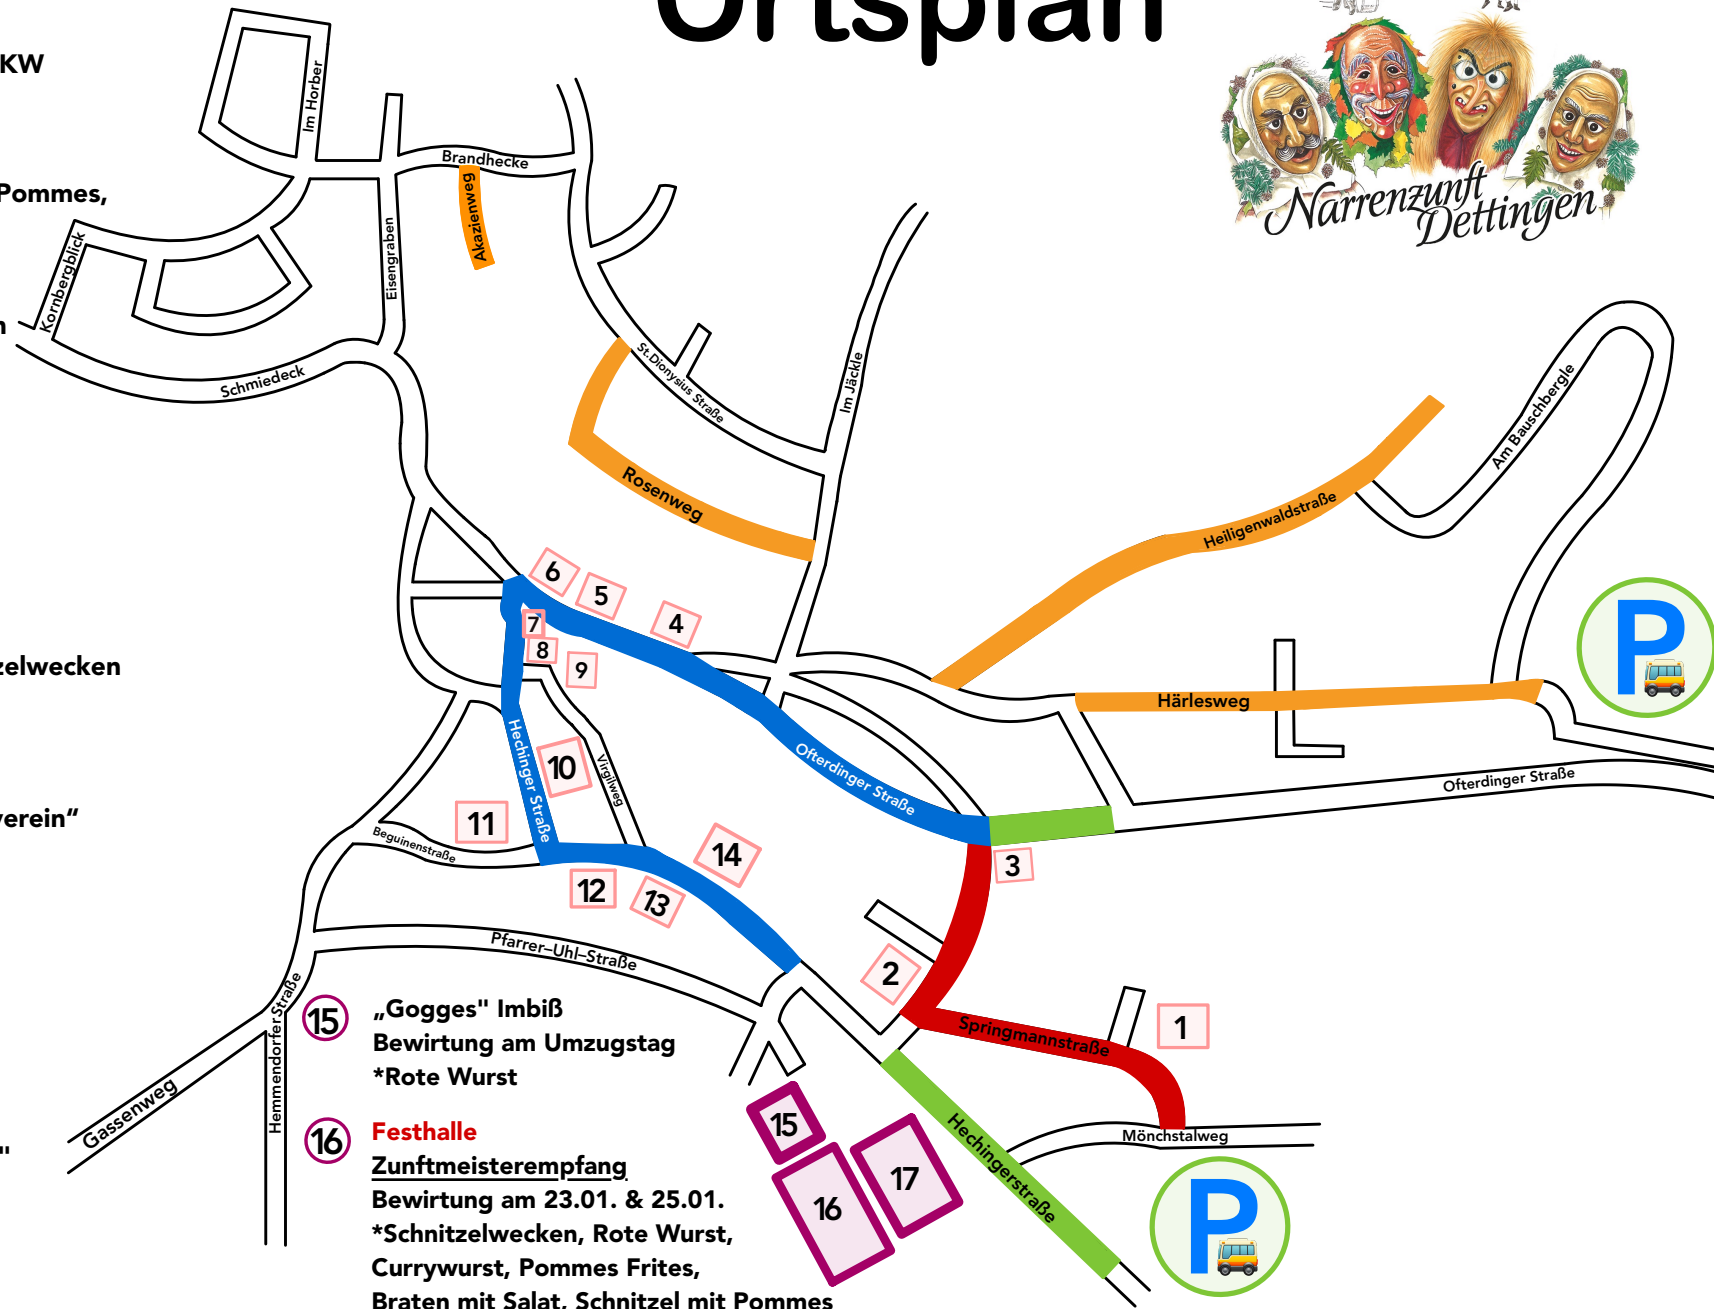 Ortsplan
KW
Pommes,
n
zelwecken
verein“
"
Narrenzunft
Dettingen
Im Horber
Brandhecke
Akazienweg
Eisengraben
Kornbergblick
Schmiedeck
St.Dionysius Straße
Im Jäckle
Rosenweg
Heiligenwaldstraße
Am Bauschbergle
Härlesweg
Ofterdinger Straße
Ofterdinger Straße
Hechinger Straße
Virgilweg
Beguinenstraße
Pfarrer–Uhl–Straße
Hemmendorfer Straße
Gassenweg
Springmannstraße
Mönchstalweg
Hechingerstraße
P
P
6
5
4
7
8
9
10
11
12
13
14
3
2
1
15
16
17
15 „Gogges" Imbiß
Bewirtung am Umzugstag
*Rote Wurst
16 Festhalle
Zunftmeisterempfang
Bewirtung am 23.01. & 25.01.
*Schnitzelwecken, Rote Wurst,
Currywurst, Pommes Frites,
Braten mit Salat, Schnitzel mit Pommes